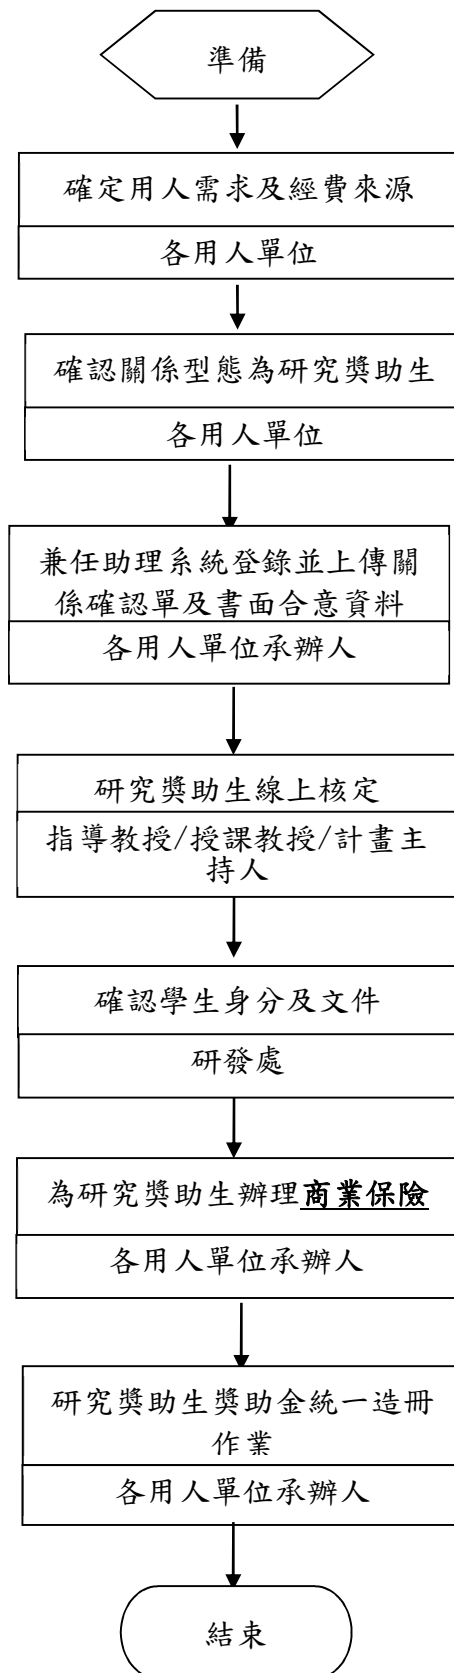 準備
確定用人需求及經費來源
各用人單位
確認關係型態為研究獎助生
各用人單位
兼任助理系統登錄並上傳關
係確認單及書面合意資料
各用人單位承辦人
研究獎助生線上核定
指導教授/授課教授/計畫主
持人
確認學生身分及文件
研發處
為研究獎助生辦理商業保險
各用人單位承辦人
研究獎助生獎助金統一造冊
作業
各用人單位承辦人
結束